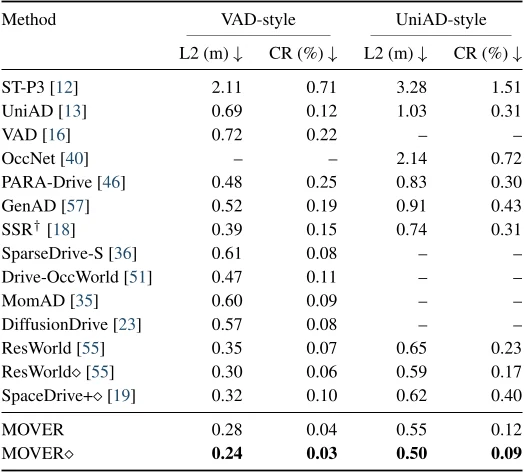 Method VAD-style UniAD-style
L2 (m) ↓ CR (%) ↓ L2 (m) ↓ CR (%) ↓
ST-P3 [12] 2.11 0.71 3.28 1.51
UniAD [13] 0.69 0.12 1.03 0.31
VAD [16] 0.72 0.22 – –
OccNet [40] – – 2.14 0.72
PARA-Drive [46] 0.48 0.25 0.83 0.30
GenAD [57] 0.52 0.19 0.91 0.43
SSR† [18] 0.39 0.15 0.74 0.31
SparseDrive-S [36] 0.61 0.08 – –
Drive-OccWorld [51] 0.47 0.11 – –
MomAD [35] 0.60 0.09 – –
DiffusionDrive [23] 0.57 0.08 – –
ResWorld [55] 0.35 0.07 0.65 0.23
ResWorld⋄ [55] 0.30 0.06 0.59 0.17
SpaceDrive+⋄ [19] 0.32 0.10 0.62 0.40
MOVER 0.28 0.04 0.55 0.12
MOVER⋄ 0.24 0.03 0.50 0.09